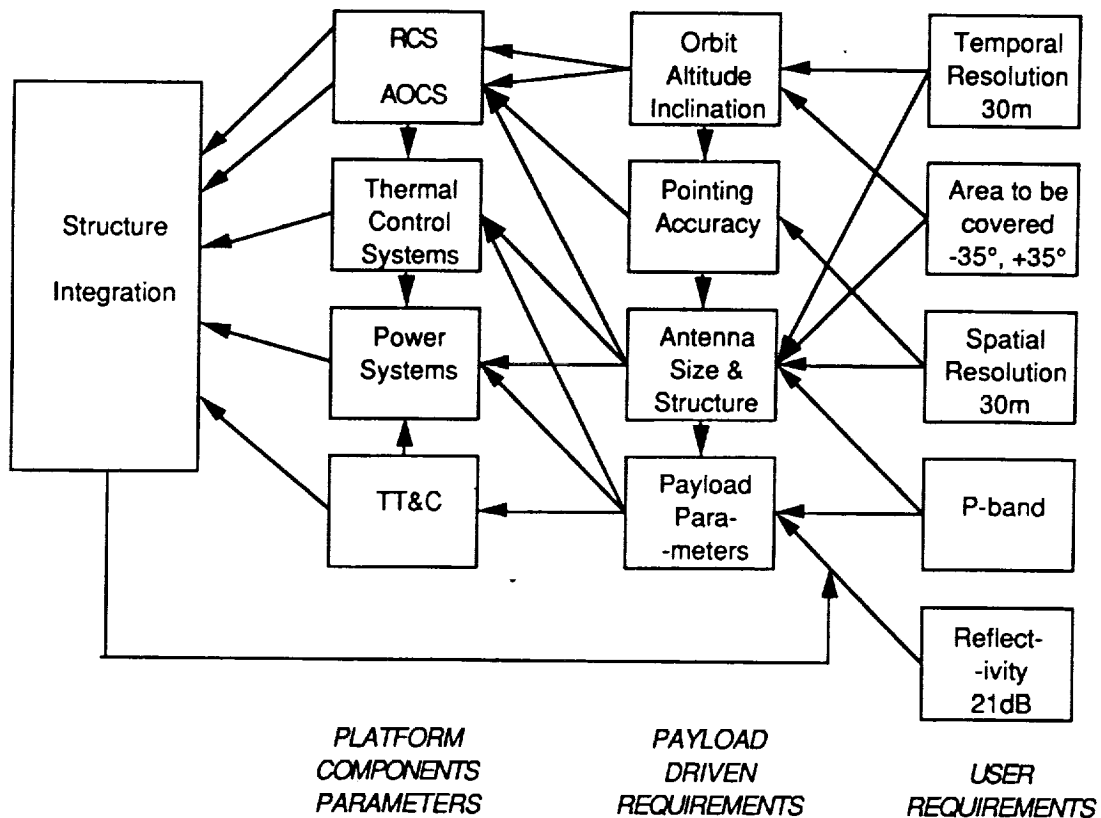 Structure
Integration
RCS
AOCS
Thermal
Control
Systems
Power
Systems
TT&C
Orbit
Altitude
Inclination
Pointing
Accuracy
Antenna
Size &
Structure
Payload
Para-
-meters
Temporal
Resolution
30m
Area to be
covered
-35°, +35°
Spatial
Resolution
30m
P-band
Reflect-
-ivity
21dB
PLATFORM
COMPONENTS
PARAMETERS
PAYLOAD
DRIVEN
REQUIREMENTS
USER
REQUIREMENTS